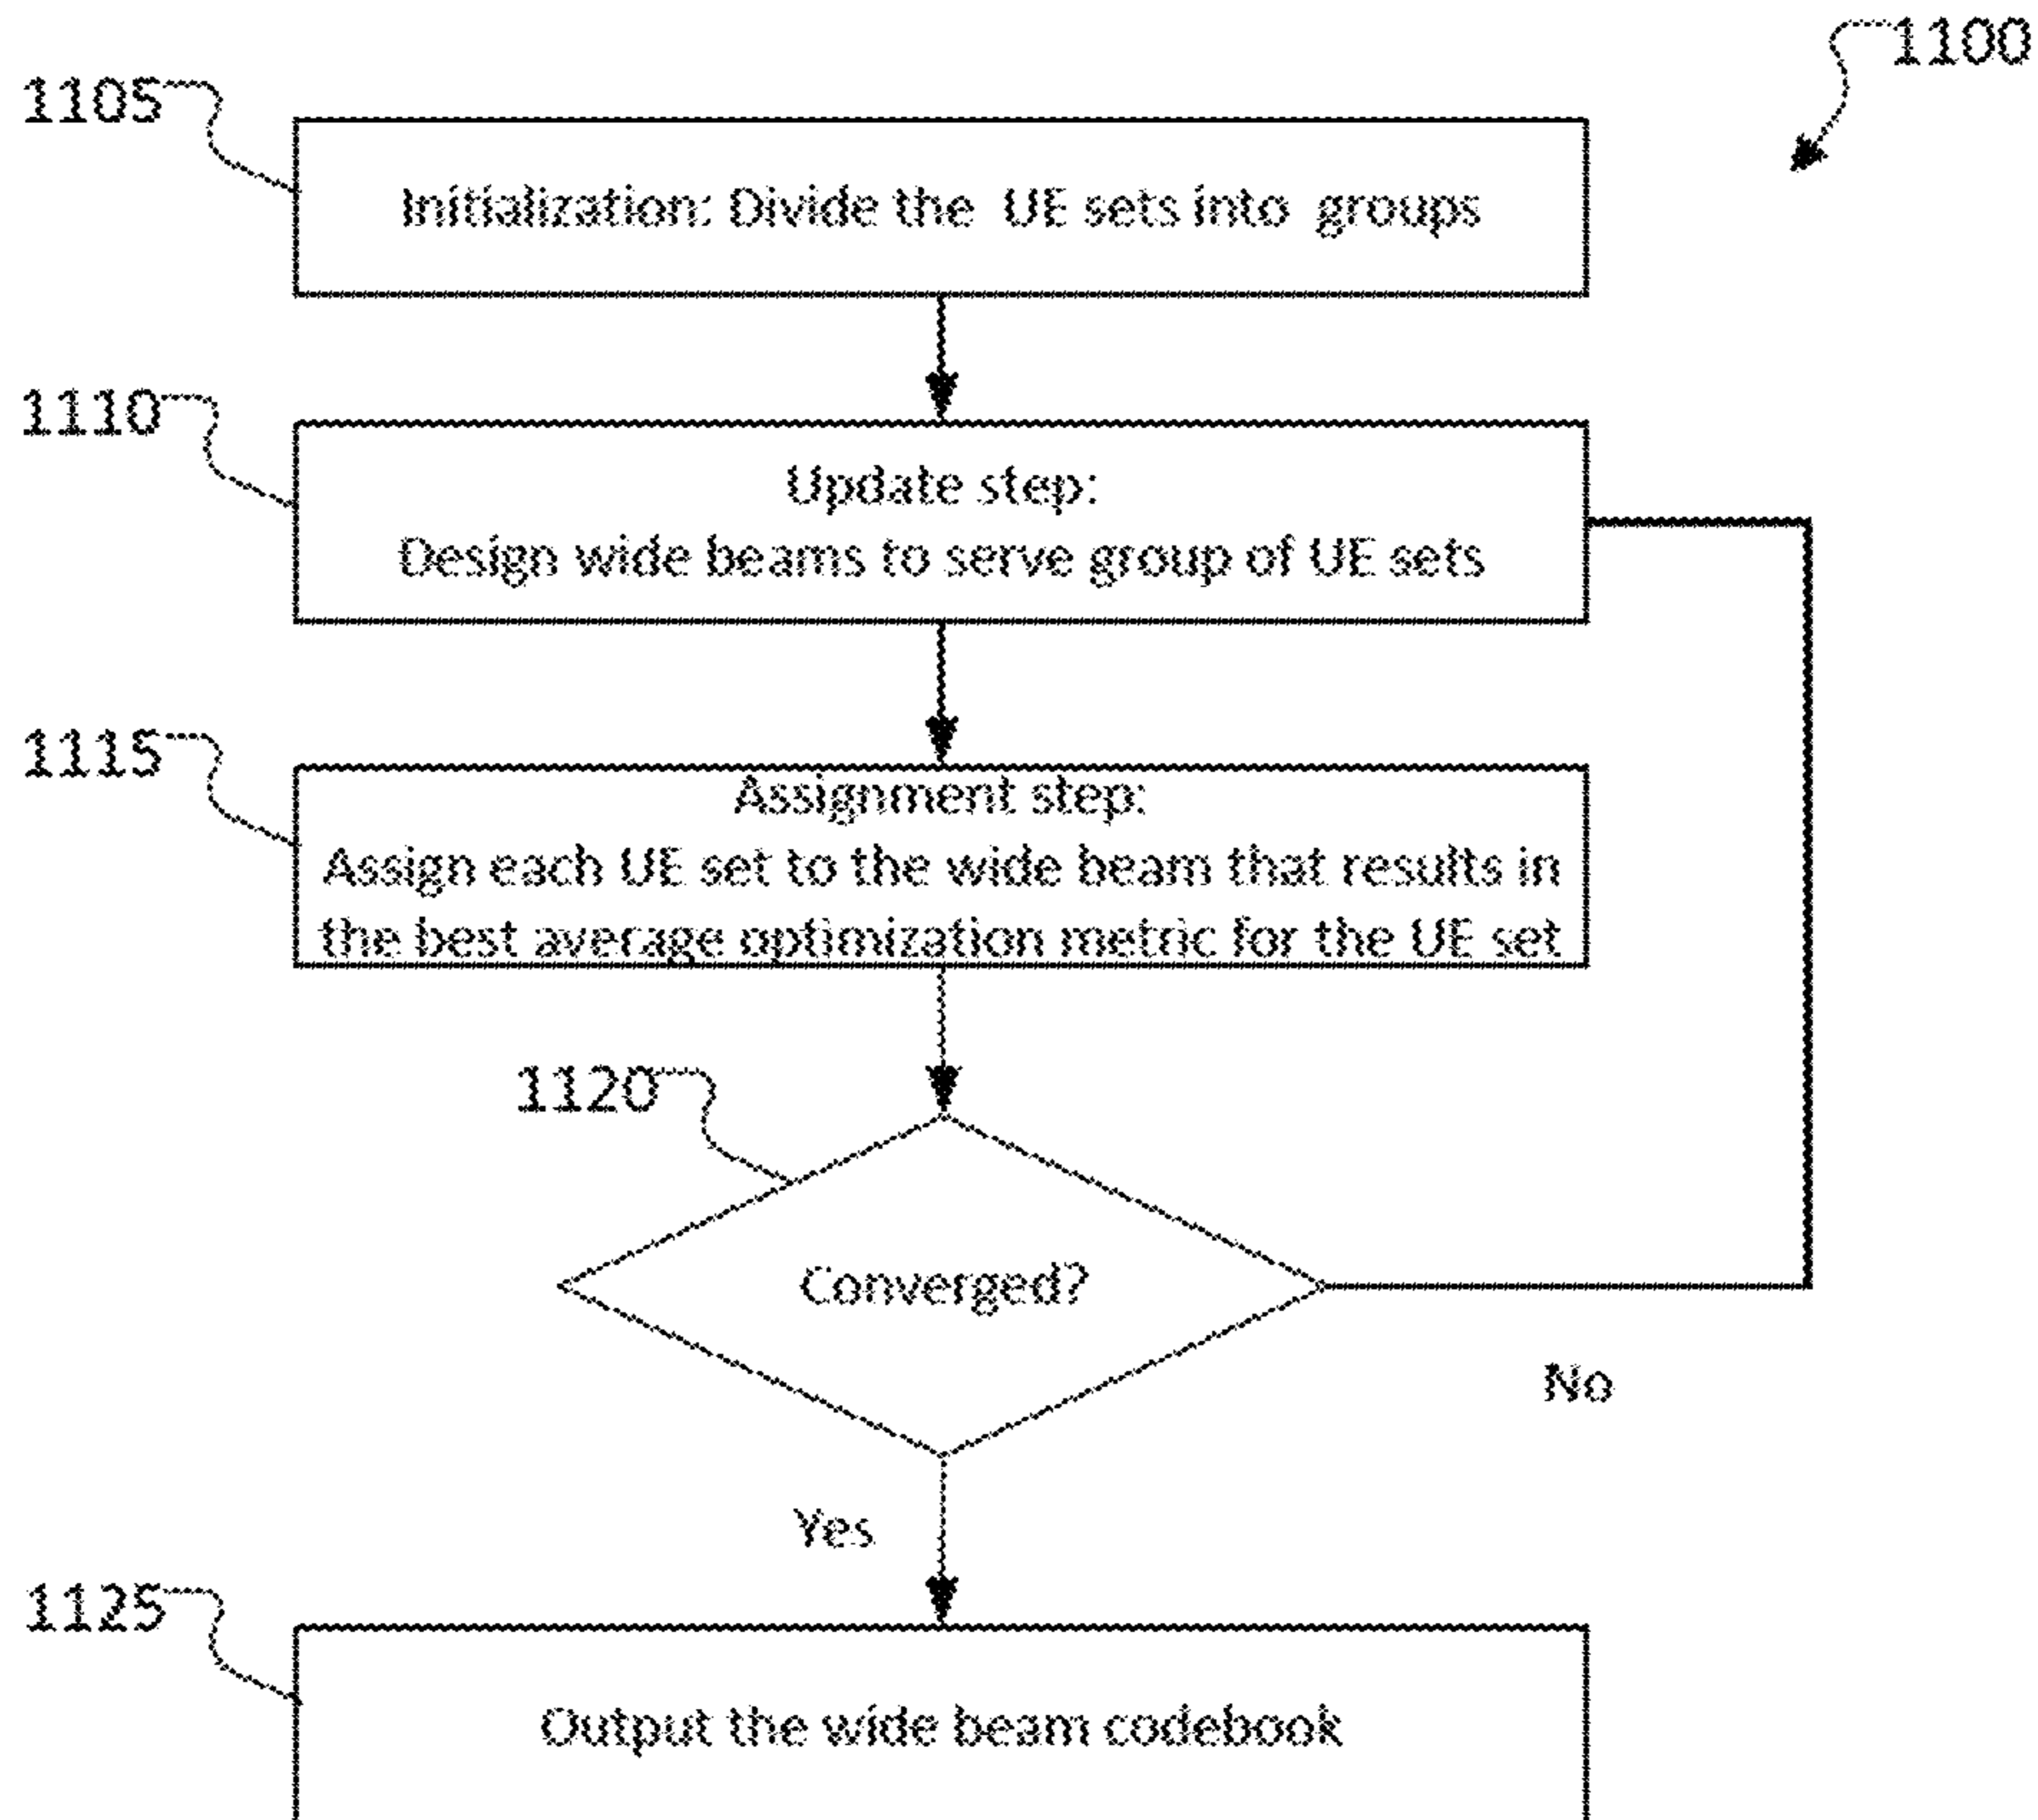 1100
1105
Initialization: Divide the UE sets into groups
1110
Update step:
Design wide beams to serve group of UE sets
1115
Assignment step:
Assign each UE set to the wide beam that results in
the best average optimization metric for the UE set
1120
Converged?
No
Yes
1125
Output the wide beam codebook